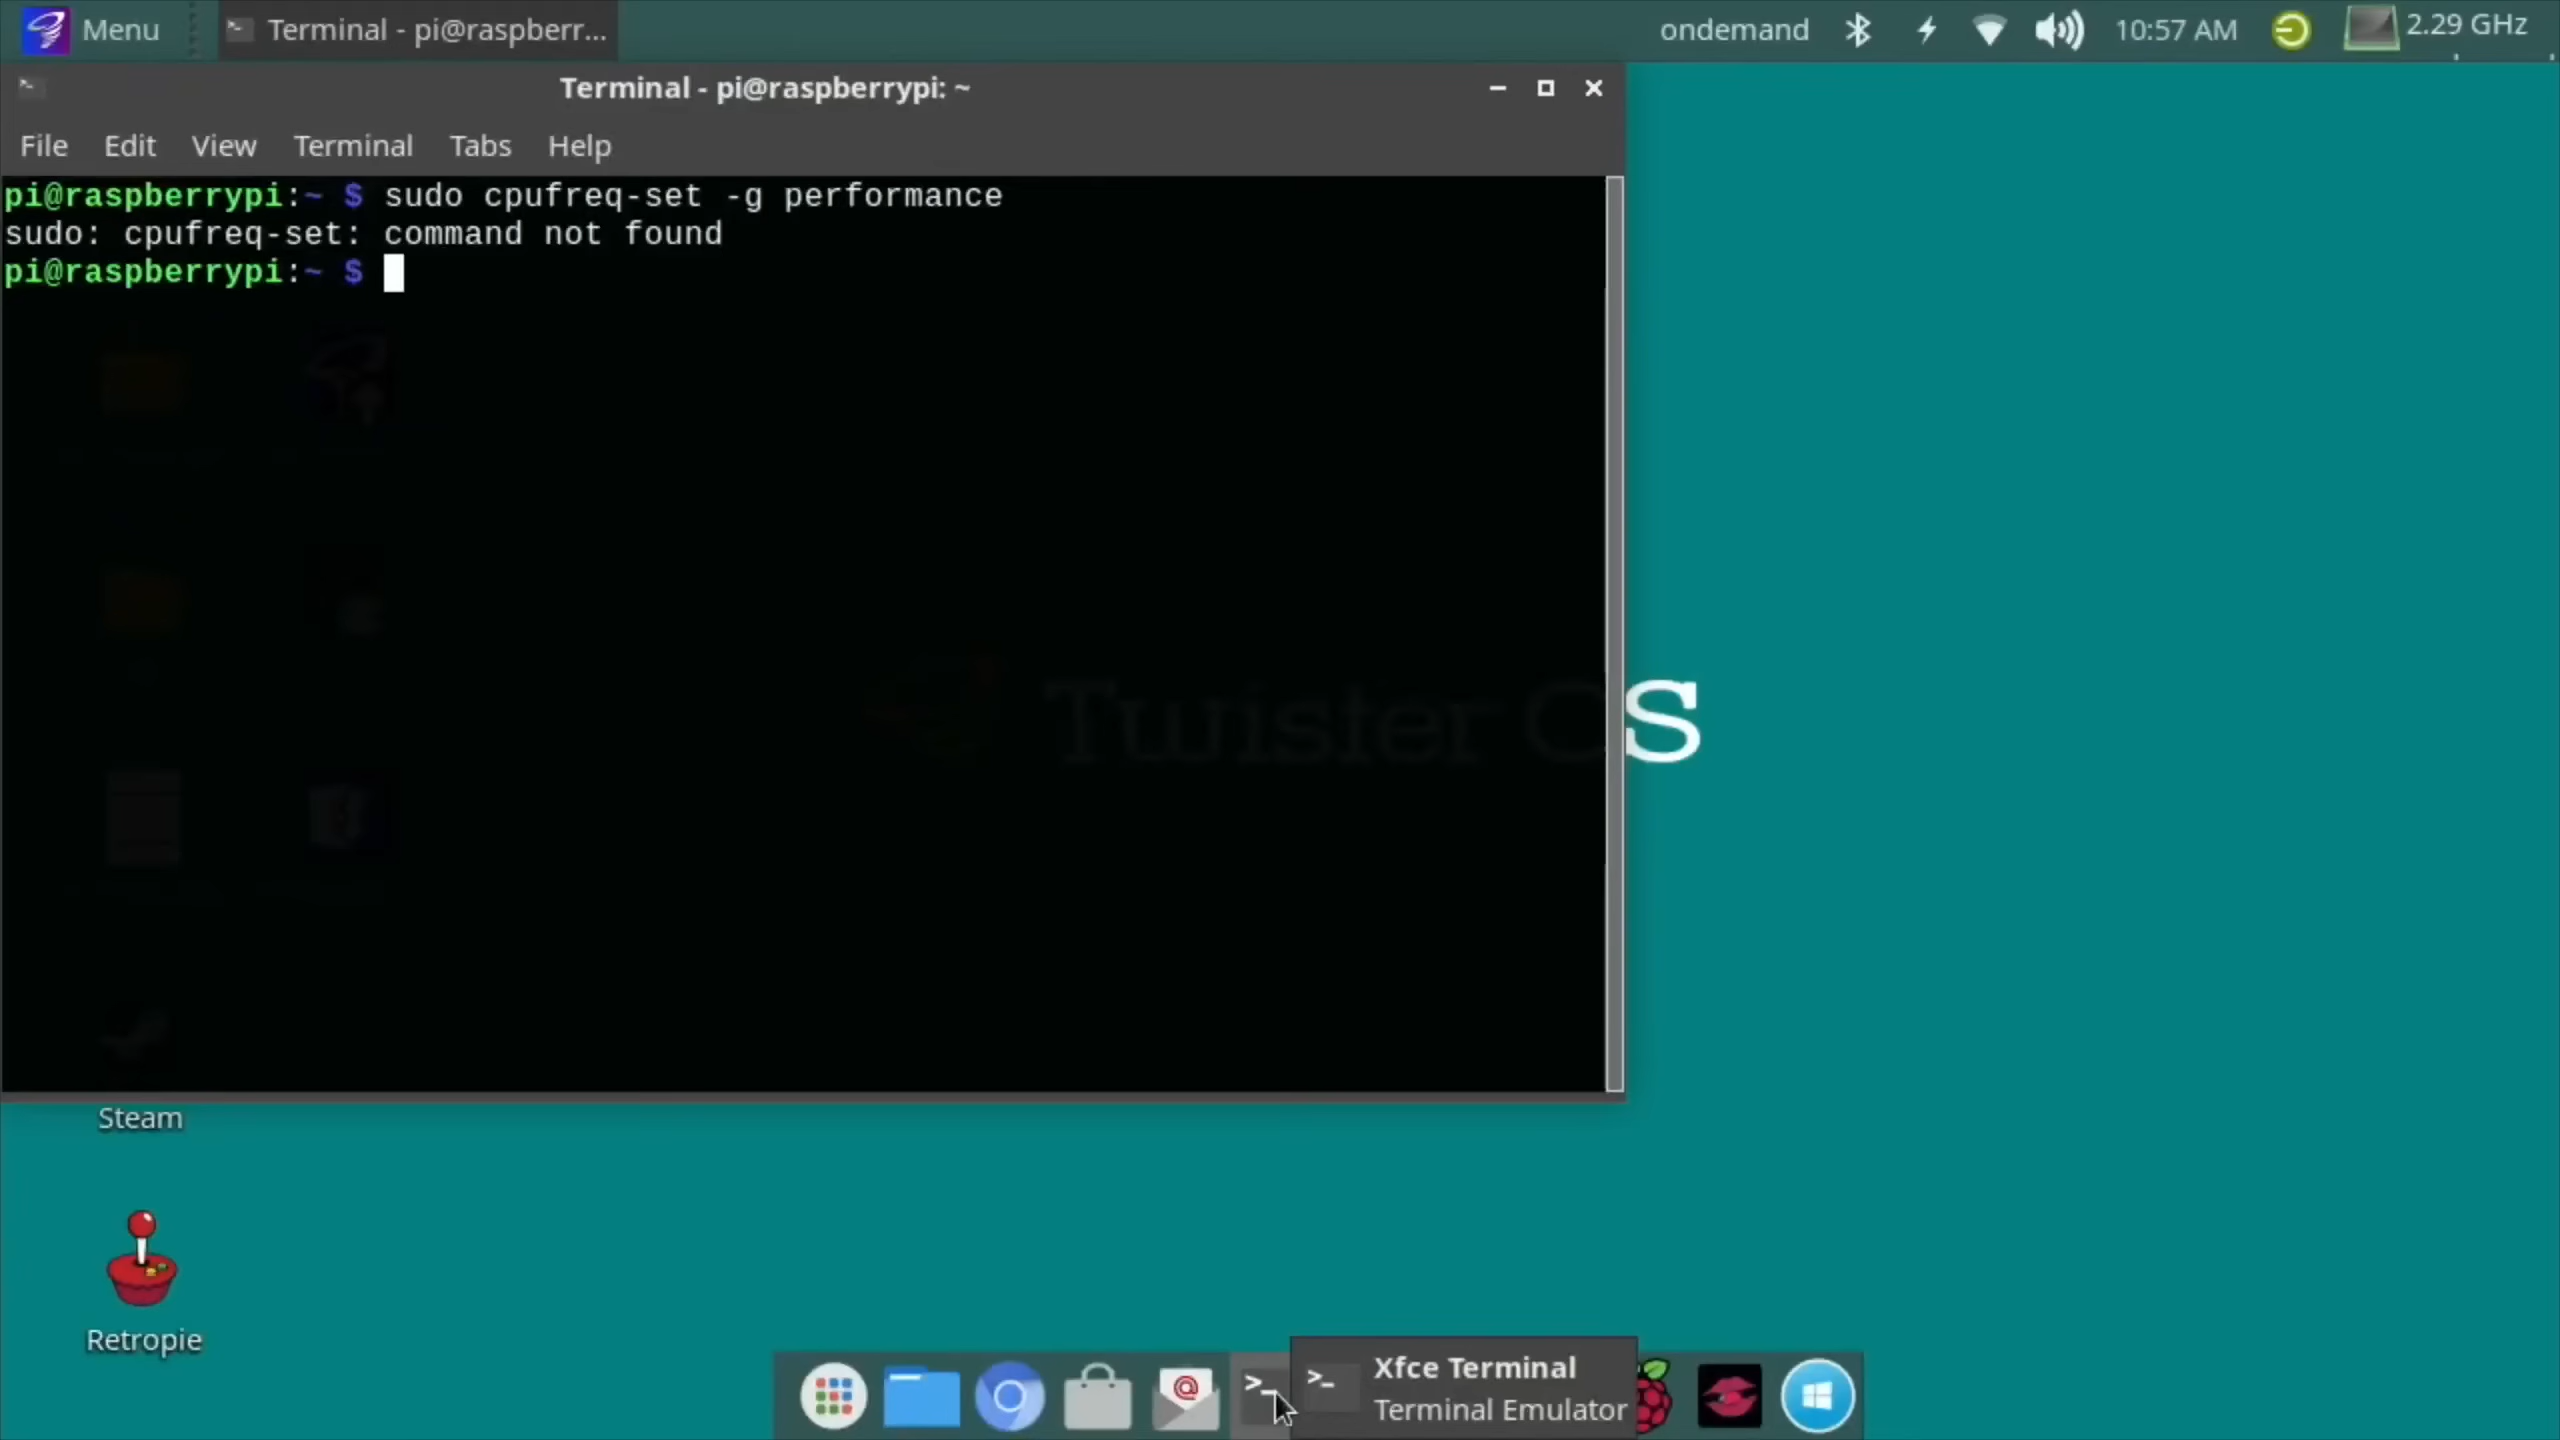 Menu
Terminal - pi@raspberr...
ondemand
10:57 AM
2.29 GHz
Terminal - pi@raspberrypi: ~
File Edit View Terminal Tabs Help
pi@raspberrypi:~ $ sudo cpufreq-set -g performance
sudo: cpufreq-set: command not found
pi@raspberrypi:~ $
Twister OS
Steam
Retropie
Xfce Terminal
Terminal Emulator